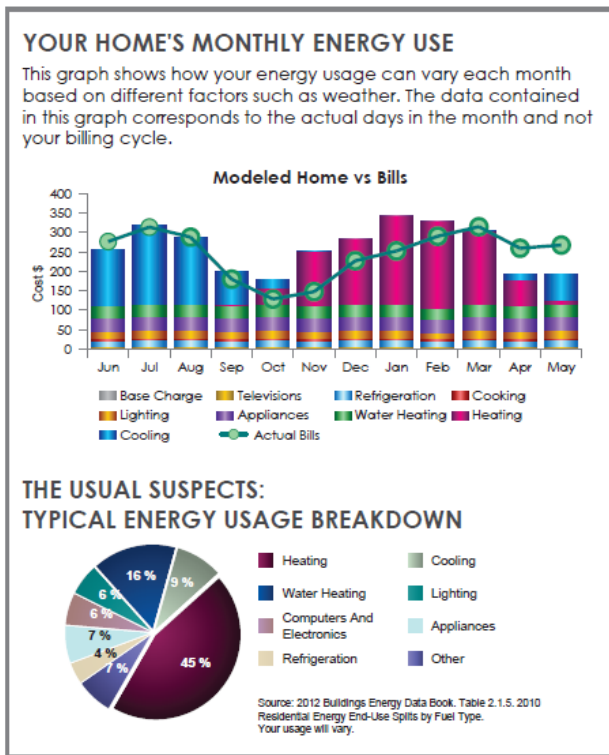 YOUR HOME'S MONTHLY ENERGY USE
This graph shows how your energy usage can vary each month
based on different factors such as weather. The data contained
in this graph corresponds to the actual days in the month and not
your billing cycle.
Modeled Home vs Bills
400
350
300
250
200
150
100
50
0
Cost $
Jun Jul Aug Sep Oct Nov Dec Jan Feb Mar Apr May
Base Charge Televisions Refrigeration Cooking
Lighting Appliances Water Heating Heating
Cooling Actual Bills
THE USUAL SUSPECTS:
TYPICAL ENERGY USAGE BREAKDOWN
16 %
9 %
6 %
6 %
7 %
4 %
7 %
45 %
Heating Cooling
Water Heating Lighting
Computers And
Electronics Appliances
Refrigeration Other
Source: 2012 Buildings Energy Data Book. Table 2.1.5. 2010
Residential Energy End-Use Splits by Fuel Type.
Your usage will vary.